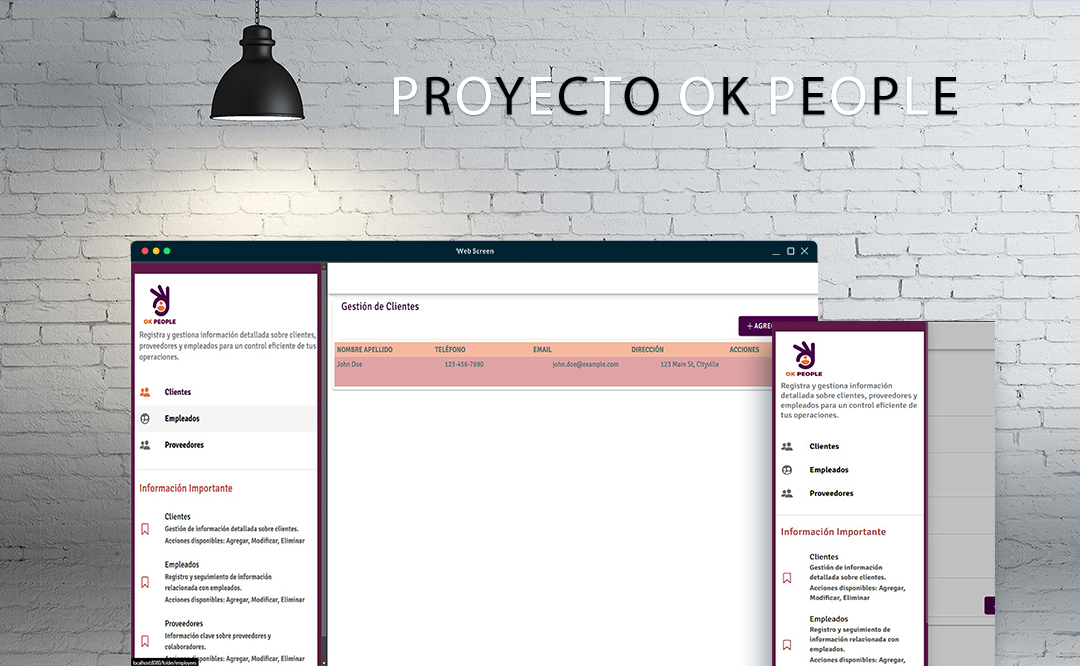 PROYECTO OK PEOPLE
Web Screen
OK PEOPLE
Registra y gestiona información detallada sobre clientes,
proveedores y empleados para un control eficiente de tus
operaciones.
Clientes
Empleados
Proveedores
Información Importante
Clientes
Gestión de información detallada sobre clientes.
Acciones disponibles: Agregar, Modificar, Eliminar
Empleados
Registro y seguimiento de información
relacionada con empleados.
Acciones disponibles: Agregar, Modificar, Eliminar
Proveedores
Información clave sobre proveedores y
colaboradores.
Acciones disponibles: Agregar, Modificar, Eliminar
localhost:8080/folder/employees
Gestión de Clientes
+ AGREG
NOMBRE APELLIDO TELÉFONO EMAIL DIRECCIÓN ACCIONES
John Doe 123-456-7890 john.doe@example.com 123 Main St, Cityville
OK PEOPLE
Registra y gestiona información
detallada sobre clientes, proveedores y
empleados para un control eficiente de
tus operaciones.
Clientes
Empleados
Proveedores
Información Importante
Clientes
Gestión de información
detallada sobre clientes.
Acciones disponibles: Agregar,
Modificar, Eliminar
Empleados
Registro y seguimiento de
información relacionada con
empleados.
Acciones disponibles: Agregar,